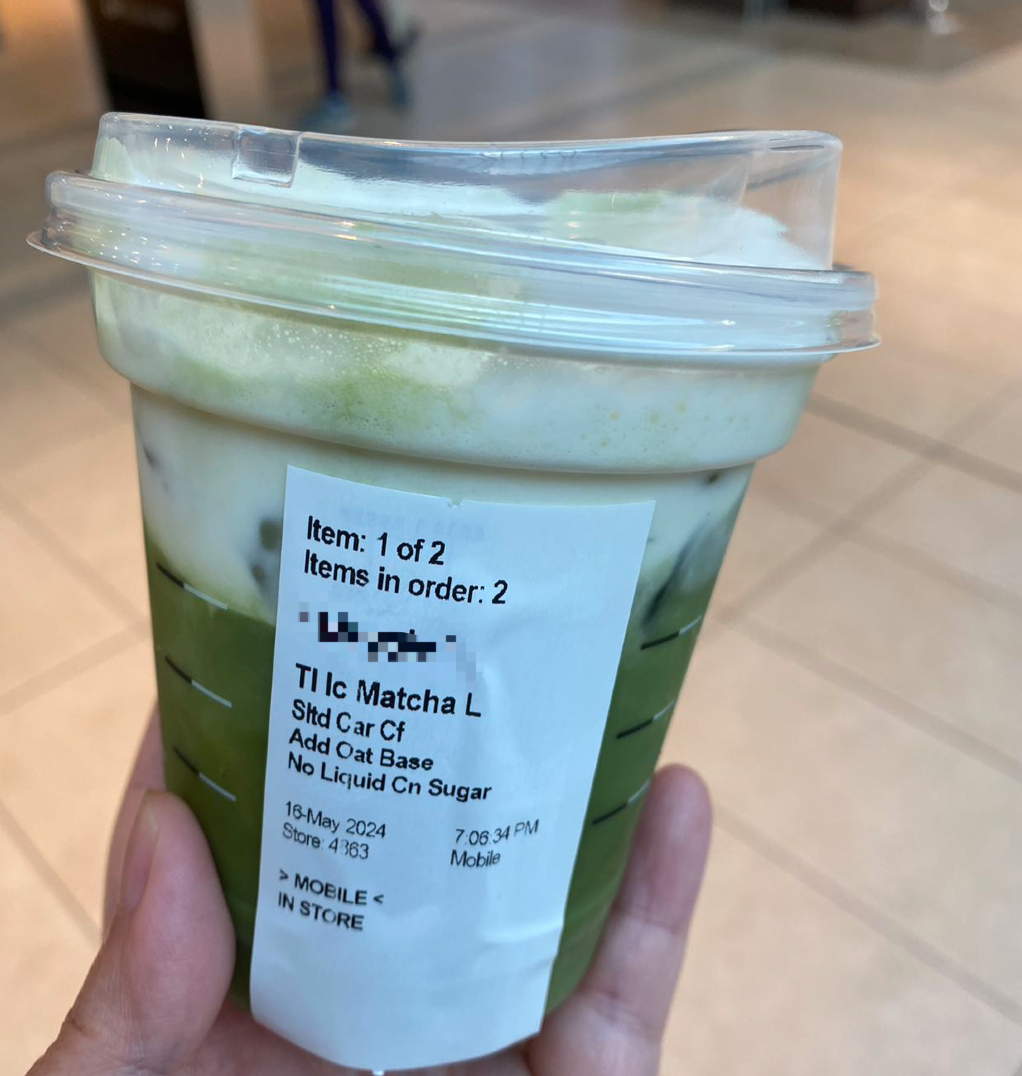 Item: 1 of 2
Items in order: 2
Tl Ic Matcha L
Sltd Car Cf
Add Oat Base
No Liquid Cn Sugar
16-May 2024 7:06:34 PM
Store: 4863 Mobile
> MOBILE <
IN STORE